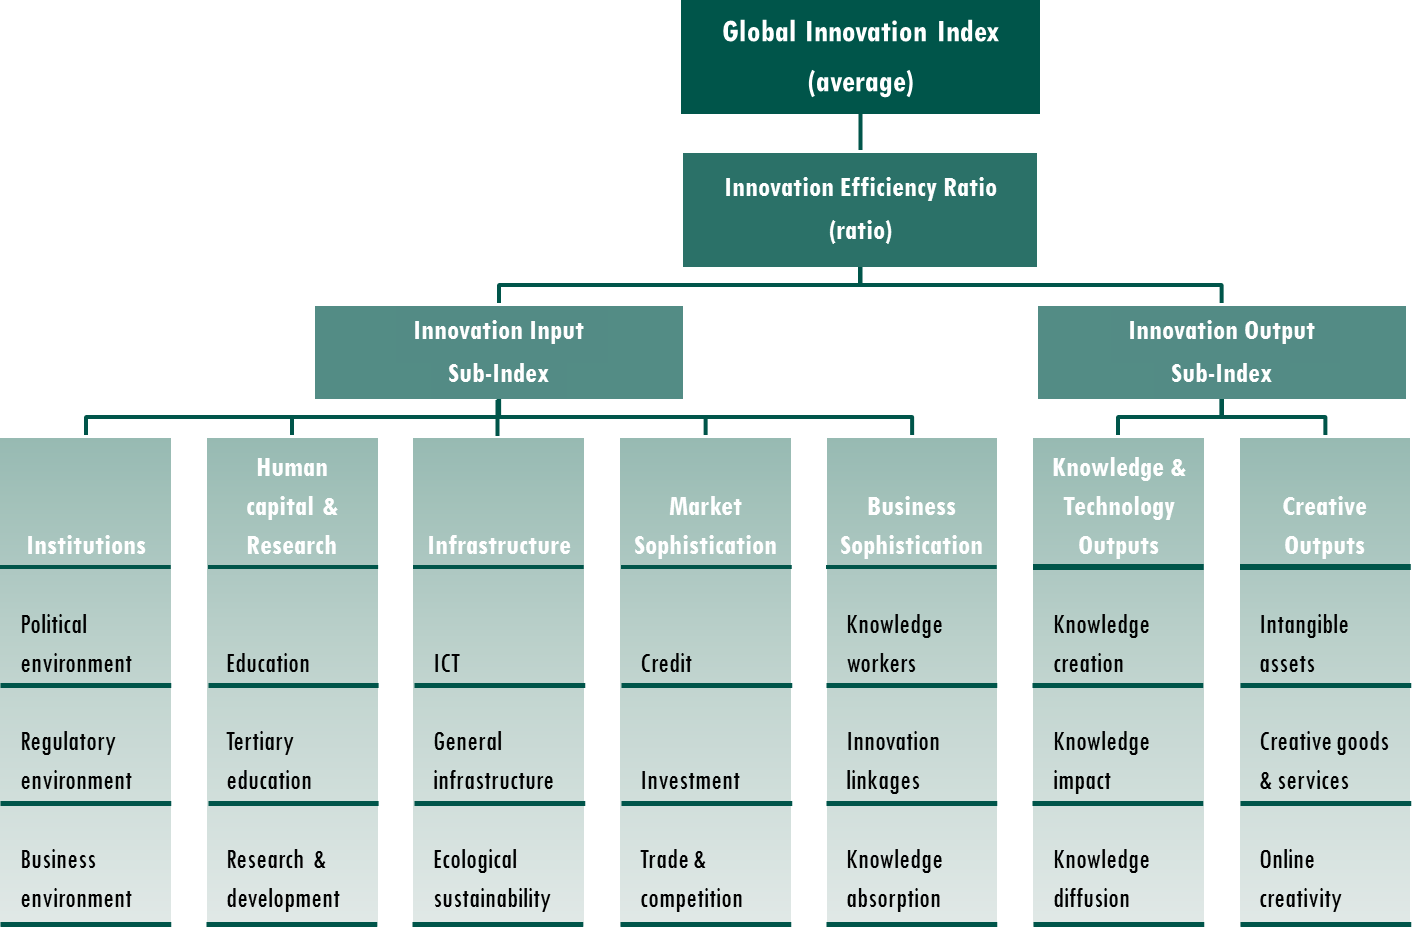 Global Innovation Index
(average)
Innovation Efficiency Ratio
(ratio)
Innovation Input
Sub-Index
Innovation Output
Sub-Index
Institutions
Human
capital &
Research
Infrastructure
Market
Sophistication
Business
Sophistication
Knowledge &
Technology
Outputs
Creative
Outputs
Political
environment
Education
ICT
Credit
Knowledge
workers
Knowledge
creation
Intangible
assets
Regulatory
environment
Tertiary
education
General
infrastructure
Investment
Innovation
linkages
Knowledge
impact
Creative goods
& services
Business
environment
Research &
development
Ecological
sustainability
Trade &
competition
Knowledge
absorption
Knowledge
diffusion
Online
creativity